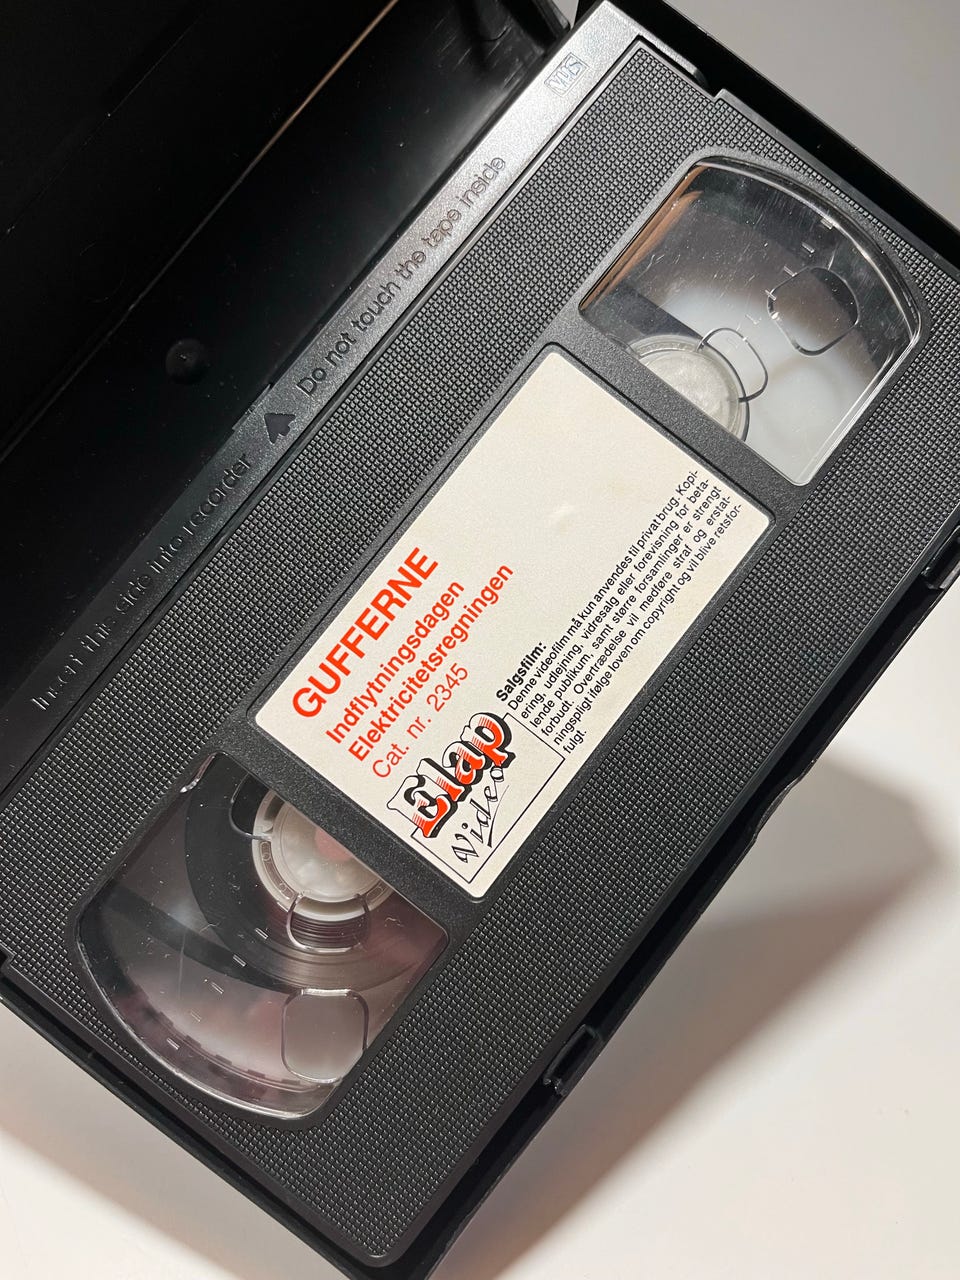 VHS
Insert this side into recorder
Do not touch the tape inside
GUFFERNE
Indflytningsdagen
Elektricitetsregningen
Cat. nr. 2345
Elap
Video
Salgsfilm:
Denne videofilm må kun anvendes til privat brug. Kopi-
ering, udlejning, vidresalg eller forevisning for beta-
lende publikum, samt større forsamlinger er strengt
forbudt. Overtrædelse vil medføre straf og erstat-
ningspligt ifølge loven om copyright og vil blive retsfor-
fulgt.